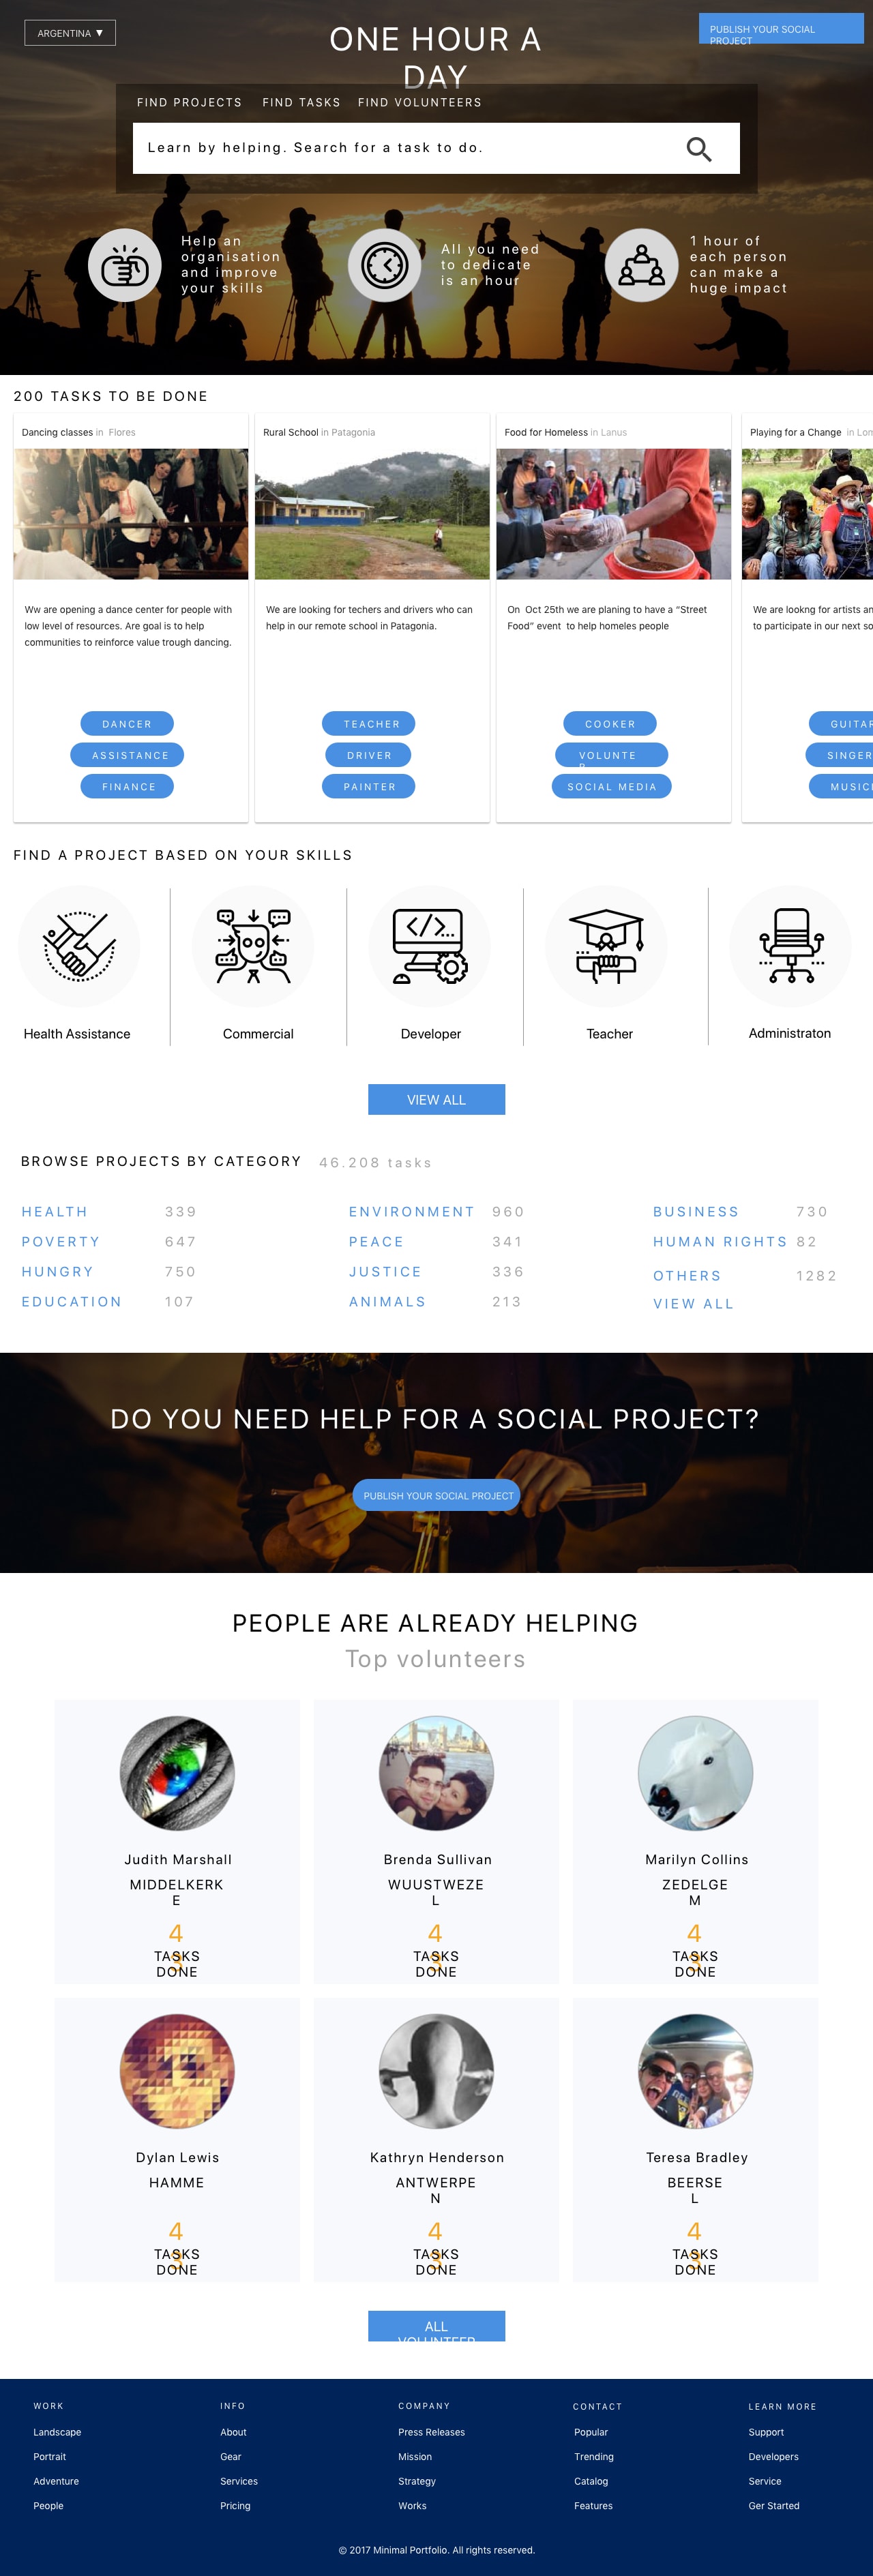 ARGENTINA ▼
ONE HOUR A
DAY
PUBLISH YOUR SOCIAL
PROJECT
FIND PROJECTS FIND TASKS FIND VOLUNTEERS
Learn by helping. Search for a task to do.
Help an
organisation
and improve
your skills
All you need
to dedicate
is an hour
1 hour of
each person
can make a
huge impact
200 TASKS TO BE DONE
Dancing classes in Flores
Ww are opening a dance center for people with
low level of resources. Are goal is to help
communities to reinforce value trough dancing.
DANCER
ASSISTANCE
FINANCE
Rural School in Patagonia
We are looking for techers and drivers who can
help in our remote school in Patagonia.
TEACHER
DRIVER
PAINTER
Food for Homeless in Lanus
On Oct 25th we are planing to have a “Street
Food” event to help homeles people
COOKER
VOLUNTE
R
SOCIAL MEDIA
Playing for a Change in Lom
We are lookng for artists an
to participate in our next so
GUITAR
SINGER
MUSIC
FIND A PROJECT BASED ON YOUR SKILLS
Health Assistance
Commercial
Developer
Teacher
Administraton
VIEW ALL
BROWSE PROJECTS BY CATEGORY 46.208 tasks
HEALTH 339
POVERTY 647
HUNGRY 750
EDUCATION 107
ENVIRONMENT 960
PEACE 341
JUSTICE 336
ANIMALS 213
BUSINESS 730
HUMAN RIGHTS 82
OTHERS 1282
VIEW ALL
DO YOU NEED HELP FOR A SOCIAL PROJECT?
PUBLISH YOUR SOCIAL PROJECT
PEOPLE ARE ALREADY HELPING
Top volunteers
Judith Marshall
MIDDELKERK
E
4
3
TASKS
DONE
Brenda Sullivan
WUUSTWEZE
L
4
3
TASKS
DONE
Marilyn Collins
ZEDELGE
M
4
3
TASKS
DONE
Dylan Lewis
HAMME
4
3
TASKS
DONE
Kathryn Henderson
ANTWERPE
N
4
3
TASKS
DONE
Teresa Bradley
BEERSE
L
4
3
TASKS
DONE
ALL
VOLUNTEER
WORK
Landscape
Portrait
Adventure
People
INFO
About
Gear
Services
Pricing
COMPANY
Press Releases
Mission
Strategy
Works
CONTACT
Popular
Trending
Catalog
Features
LEARN MORE
Support
Developers
Service
Ger Started
© 2017 Minimal Portfolio. All rights reserved.